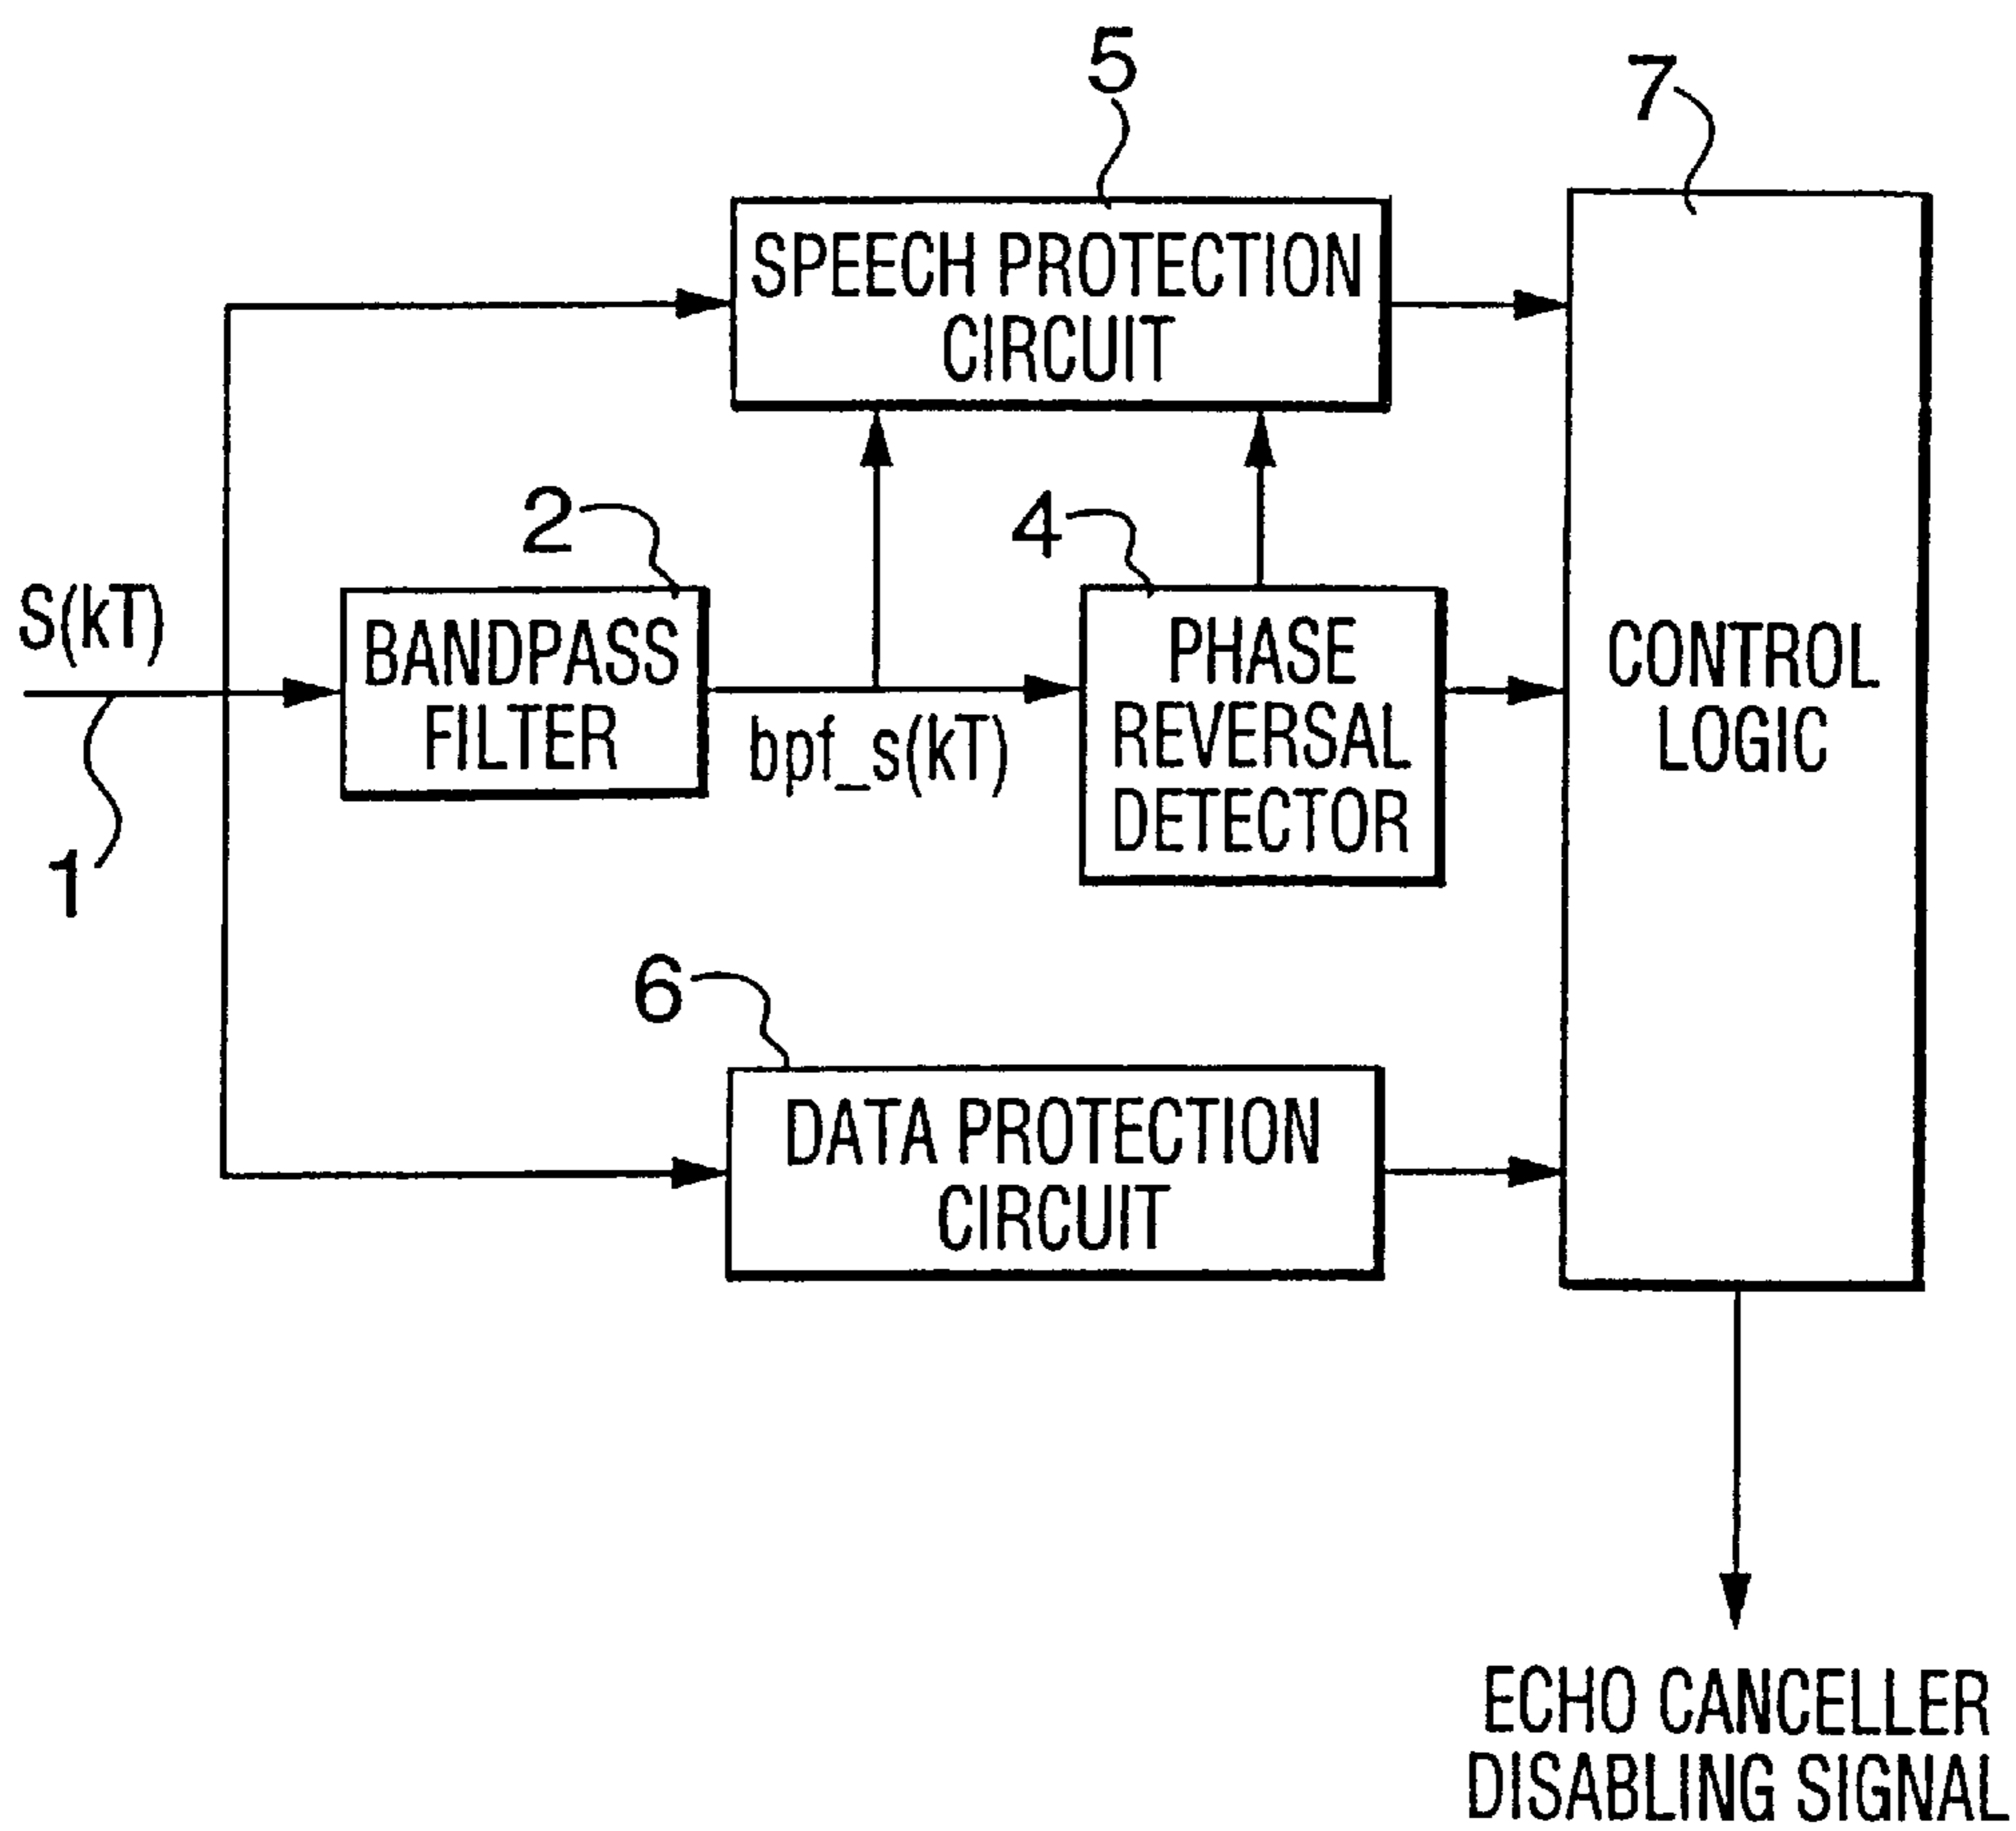 5
7
SPEECH PROTECTION
CIRCUIT
2
4
S(kT)
BANDPASS
FILTER
bpf_s(kT)
PHASE
REVERSAL
DETECTOR
CONTROL
LOGIC
1
6
DATA PROTECTION
CIRCUIT
ECHO CANCELLER
DISABLING SIGNAL